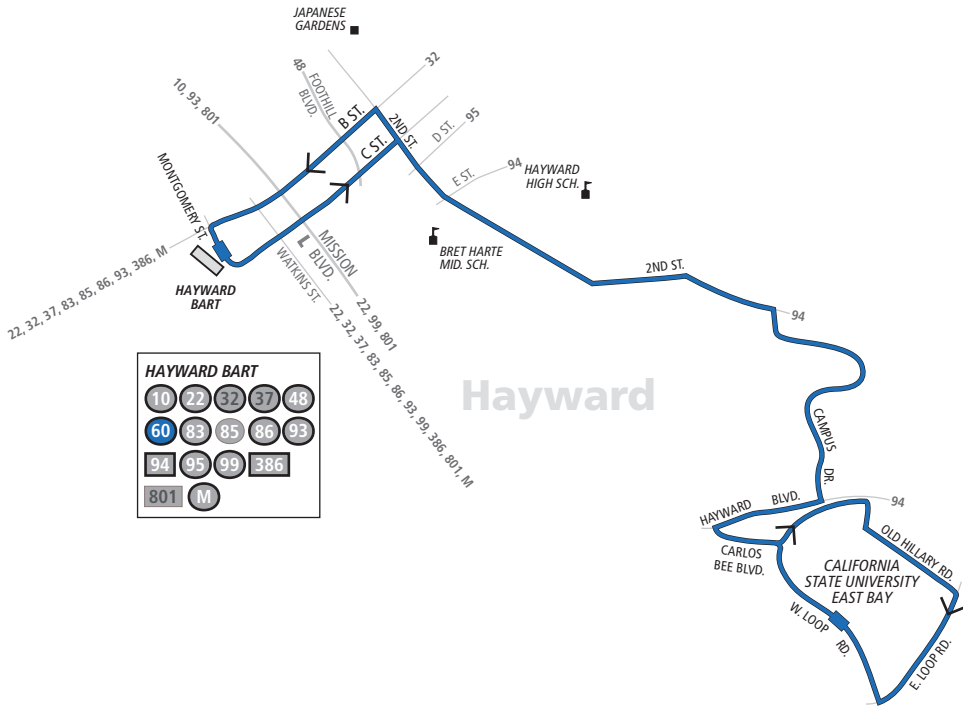 JAPANESE
GARDENS
48
FOOTHILL
BLVD.
32
10, 93, 801
B ST.
2ND ST.
C ST.
D ST.
95
E ST.
94
HAYWARD
HIGH SCH.
MONTGOMERY ST.
BRET HARTE
MID. SCH.
MISSION
BLVD.
WATKINS ST.
HAYWARD
BART
22, 32, 37, 83, 85, 86, 93, 386, M
22, 99, 801
22, 32, 37, 83, 85, 86, 93, 99, 386, 801, M
2ND ST.
94
HAYWARD BART
10 22 32 37 48
60 83 85 86 93
94 95 99 386
801 M
Hayward
CAMPUS
DR.
HAYWARD BLVD.
94
CARLOS
BEE BLVD.
OLD HILLARY RD.
CALIFORNIA
STATE UNIVERSITY
EAST BAY
W. LOOP RD.
E. LOOP RD.